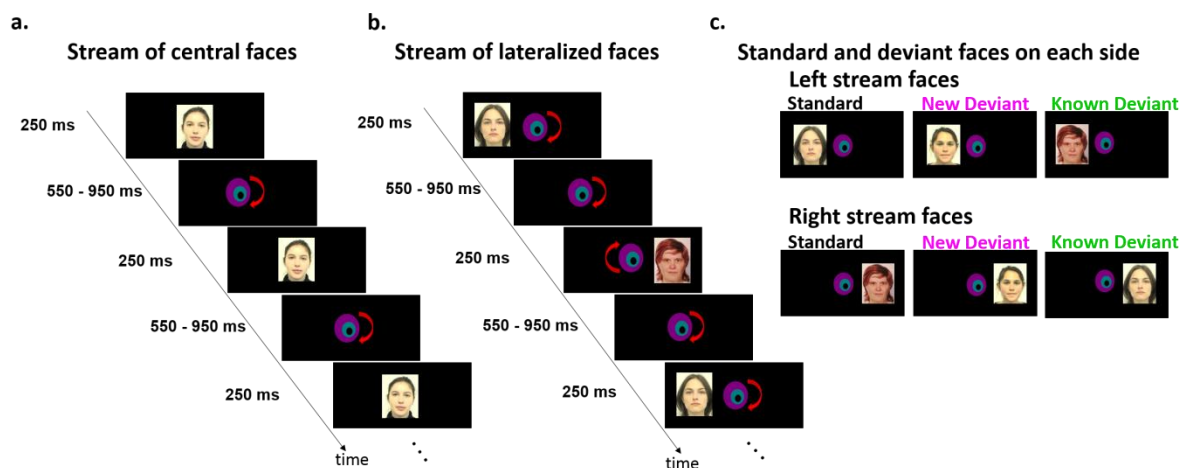 a.
Stream of central faces
250 ms
550 - 950 ms
250 ms
550 - 950 ms
250 ms
time
b.
Stream of lateralized faces
250 ms
550 - 950 ms
250 ms
550 - 950 ms
250 ms
time
c.
Standard and deviant faces on each side
Left stream faces
Standard New Deviant Known Deviant
Right stream faces
Standard New Deviant Known Deviant